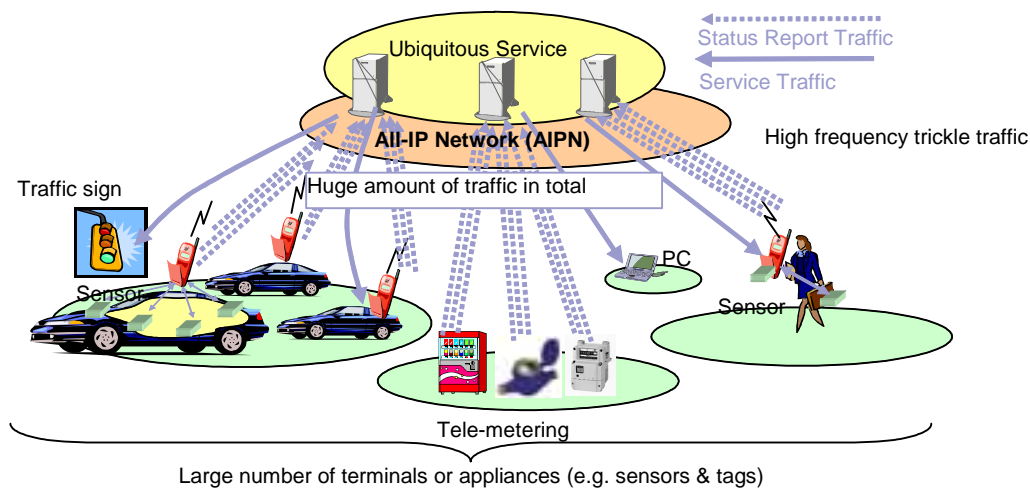 Ubiquitous Service
Status Report Traffic
Service Traffic
All-IP Network (AIPN)
High frequency trickle traffic
Traffic sign
Huge amount of traffic in total
PC
Sensor
Sensor
Tele-metering
Large number of terminals or appliances (e.g. sensors & tags)